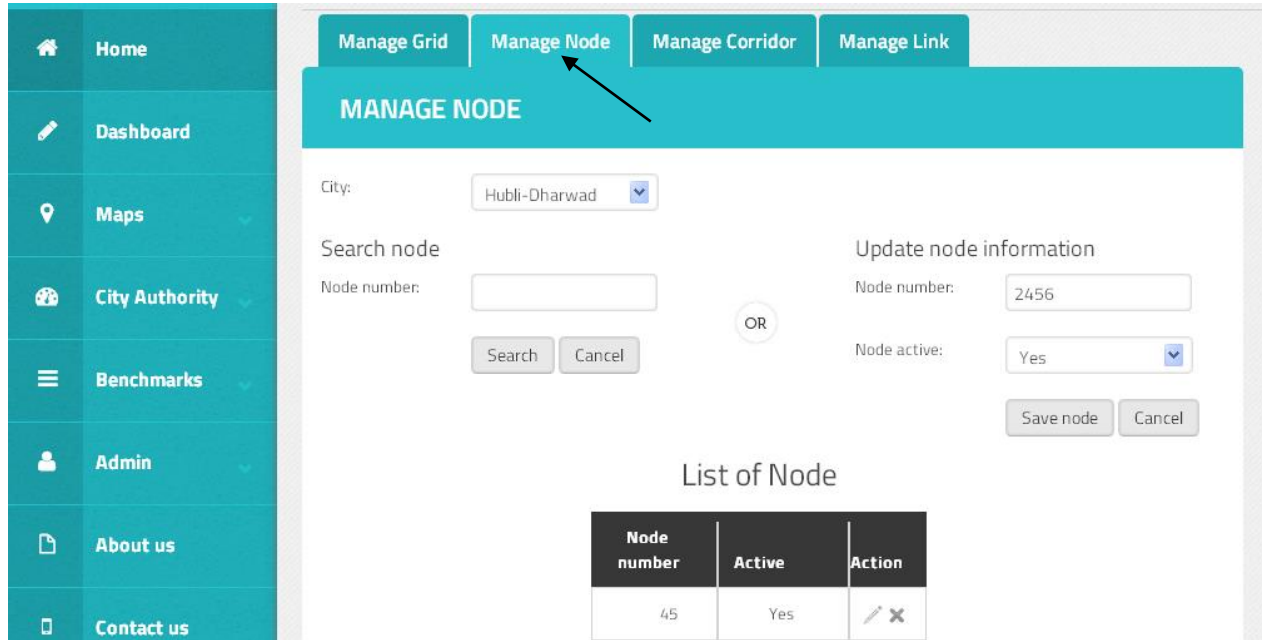 Home
Dashboard
Maps
City Authority
Benchmarks
Admin
About us
Contact us
Manage Grid Manage Node Manage Corridor Manage Link
MANAGE NODE
City: Hubli-Dharwad
Search node
Node number:
Search Cancel
OR
Update node information
Node number: 2456
Node active: Yes
Save node Cancel
List of Node
Node number Active Action
45 Yes